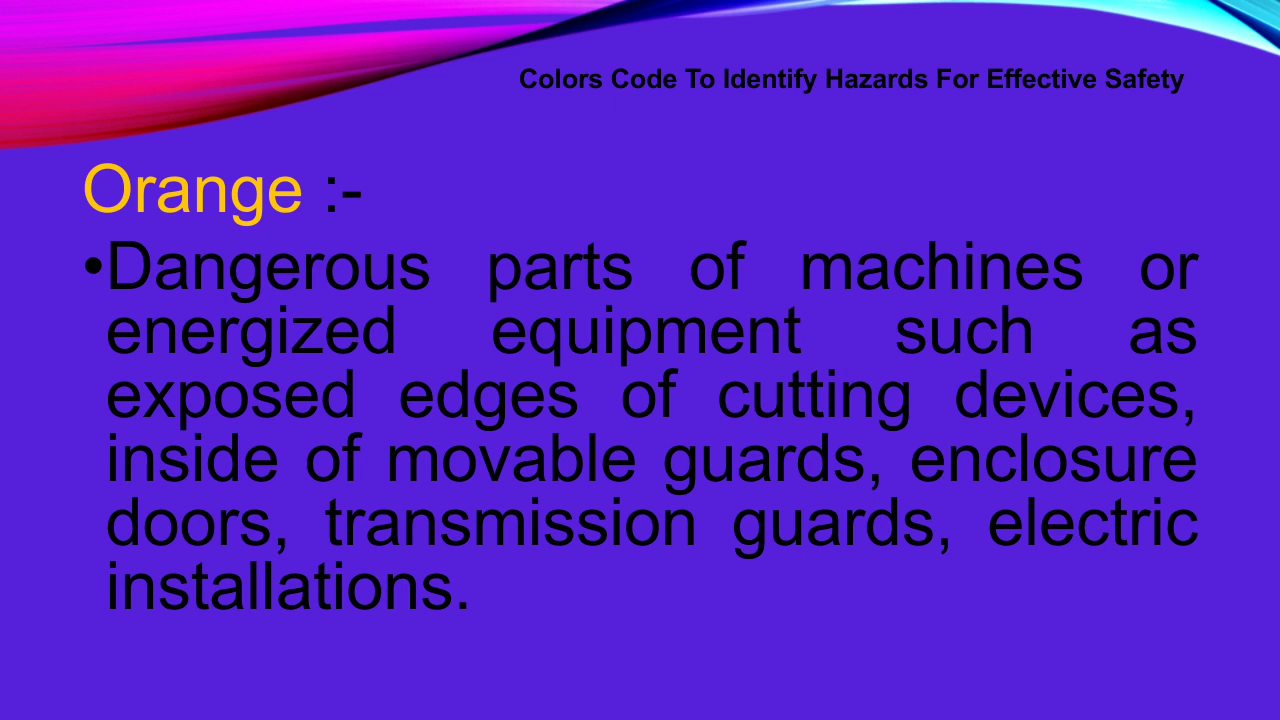 Colors Code To Identify Hazards For Effective Safety
Orange :-
•Dangerous parts of machines or
energized equipment such as
exposed edges of cutting devices,
inside of movable guards, enclosure
doors, transmission guards, electric
installations.